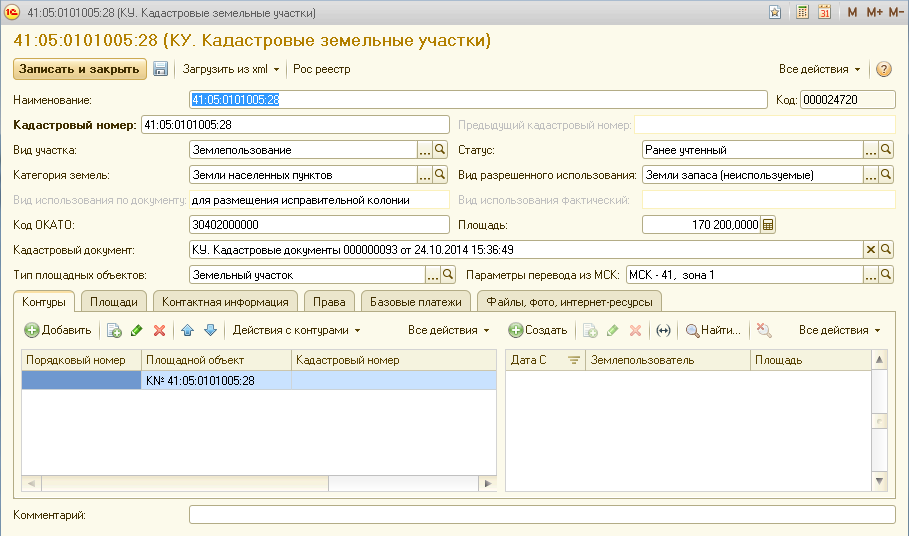 41:05:0101005:28 (КУ. Кадастровые земельные участки)
M M+ M-
41:05:0101005:28 (КУ. Кадастровые земельные участки)
Записать и закрыть Загрузить из xml Рос реестр Все действия ?
Наименование: 41:05:0101005:28 Код: 000024720
Кадастровый номер: 41:05:0101005:28 Предыдущий кадастровый номер:
Вид участка: Землепользование ... Статус: Ранее учтенный ...
Категория земель: Земли населенных пунктов ... Вид разрешенного использования: Земли запаса (неиспользуемые) ...
Вид использования по документу: для размещения исправительной колонии Вид использования фактический:
Код ОКАТО: 30402000000 Площадь: 170 200,0000
Кадастровый документ: КУ. Кадастровые документы 000000093 от 24.10.2014 15:36:49
Тип площадных объектов: Земельный участок ... Параметры перевода из МСК: МСК - 41, зона 1 ...
Контуры Площади Контактная информация Права Базовые платежи Файлы, фото, интернет-ресурсы
Добавить Действия с контурами Все действия Создать Найти... Все действия
Порядковый номер Площадной объект Кадастровый номер Дата С Землепользователь Площадь
КN° 41:05:0101005:28
Комментарий: